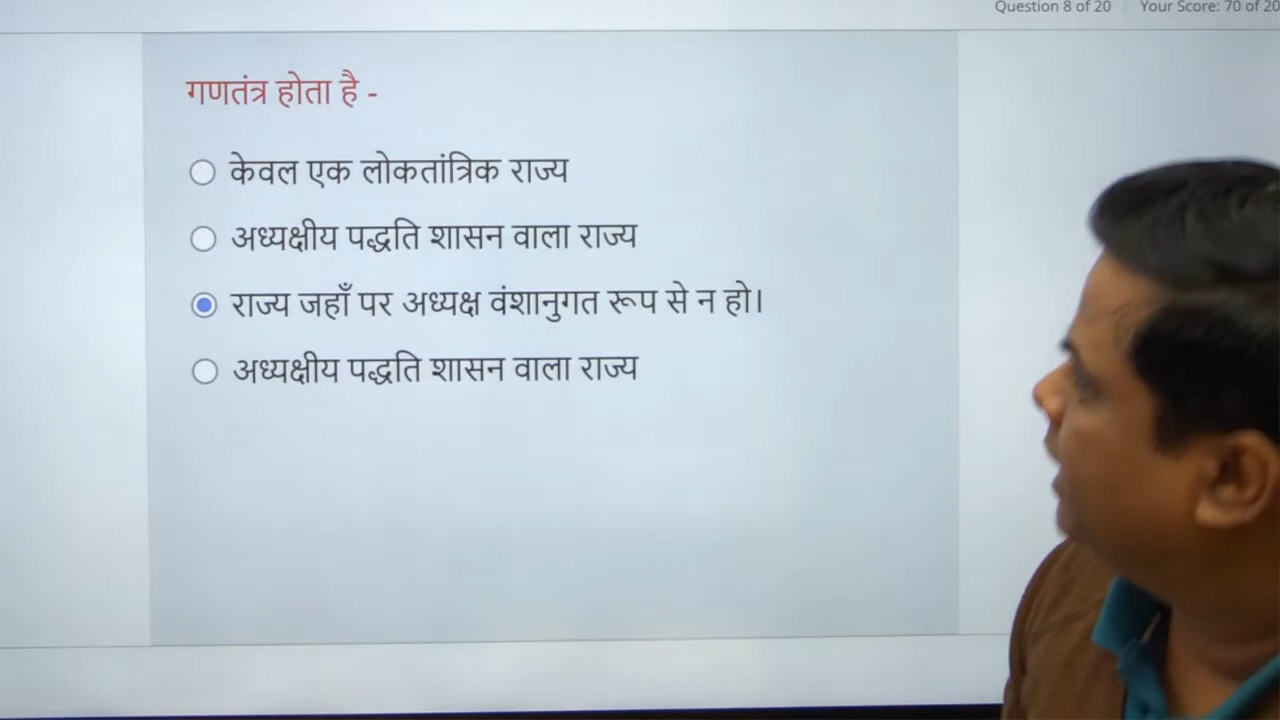 Question 8 of 20 Your Score: 70 of 20
गणतंत्र होता है -
केवल एक लोकतांत्रिक राज्य
अध्यक्षीय पद्धति शासन वाला राज्य
राज्य जहाँ पर अध्यक्ष वंशानुगत रूप से न हो।
अध्यक्षीय पद्धति शासन वाला राज्य